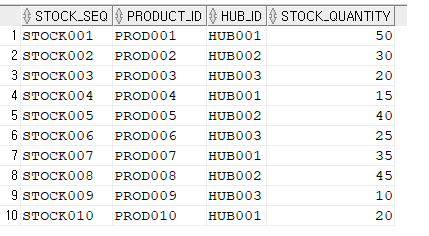 STOCK_SEQ PRODUCT_ID HUB_ID STOCK_QUANTITY
1 STOCK001 PROD001 HUB001 50
2 STOCK002 PROD002 HUB002 30
3 STOCK003 PROD003 HUB003 20
4 STOCK004 PROD004 HUB001 15
5 STOCK005 PROD005 HUB002 40
6 STOCK006 PROD006 HUB003 25
7 STOCK007 PROD007 HUB001 35
8 STOCK008 PROD008 HUB002 45
9 STOCK009 PROD009 HUB003 10
10 STOCK010 PROD010 HUB001 20